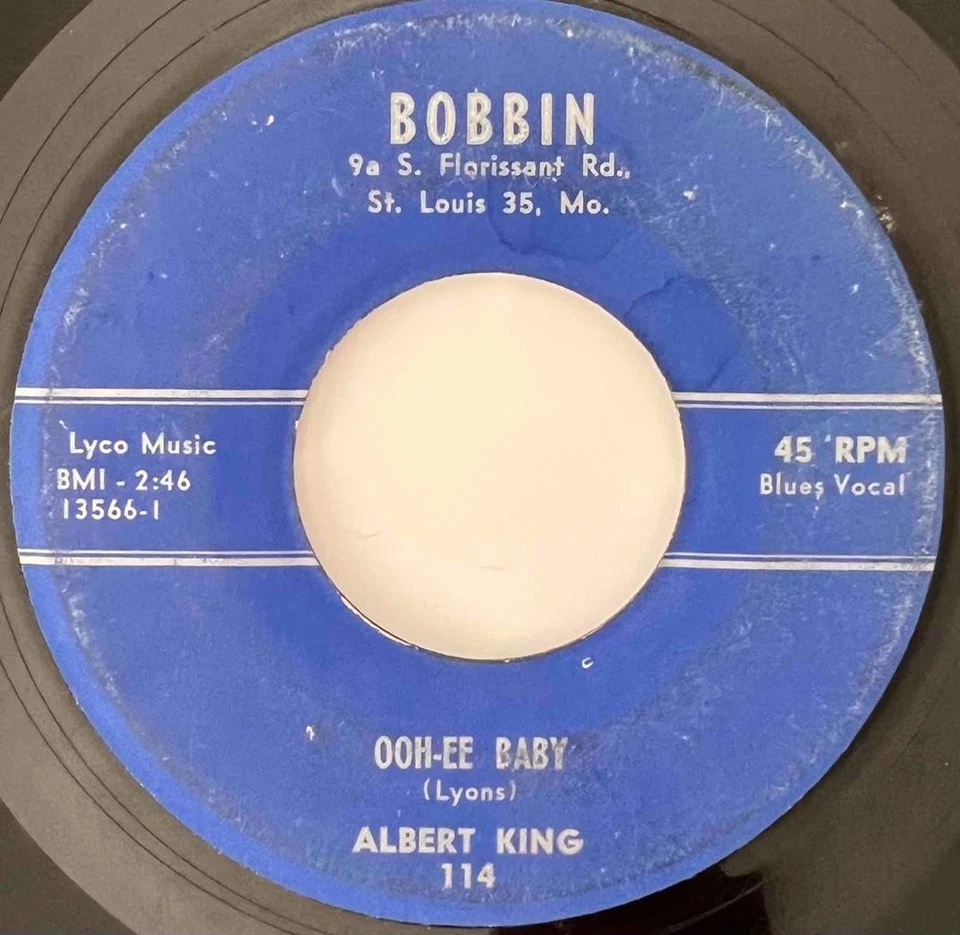 BOBBIN
9a S. Florissant Rd.,
St. Louis 35, Mo.
Lyco Music
BMI - 2:46
13566-1
45 RPM
Blues Vocal
OOH-EE BABY
(Lyons)
ALBERT KING
114